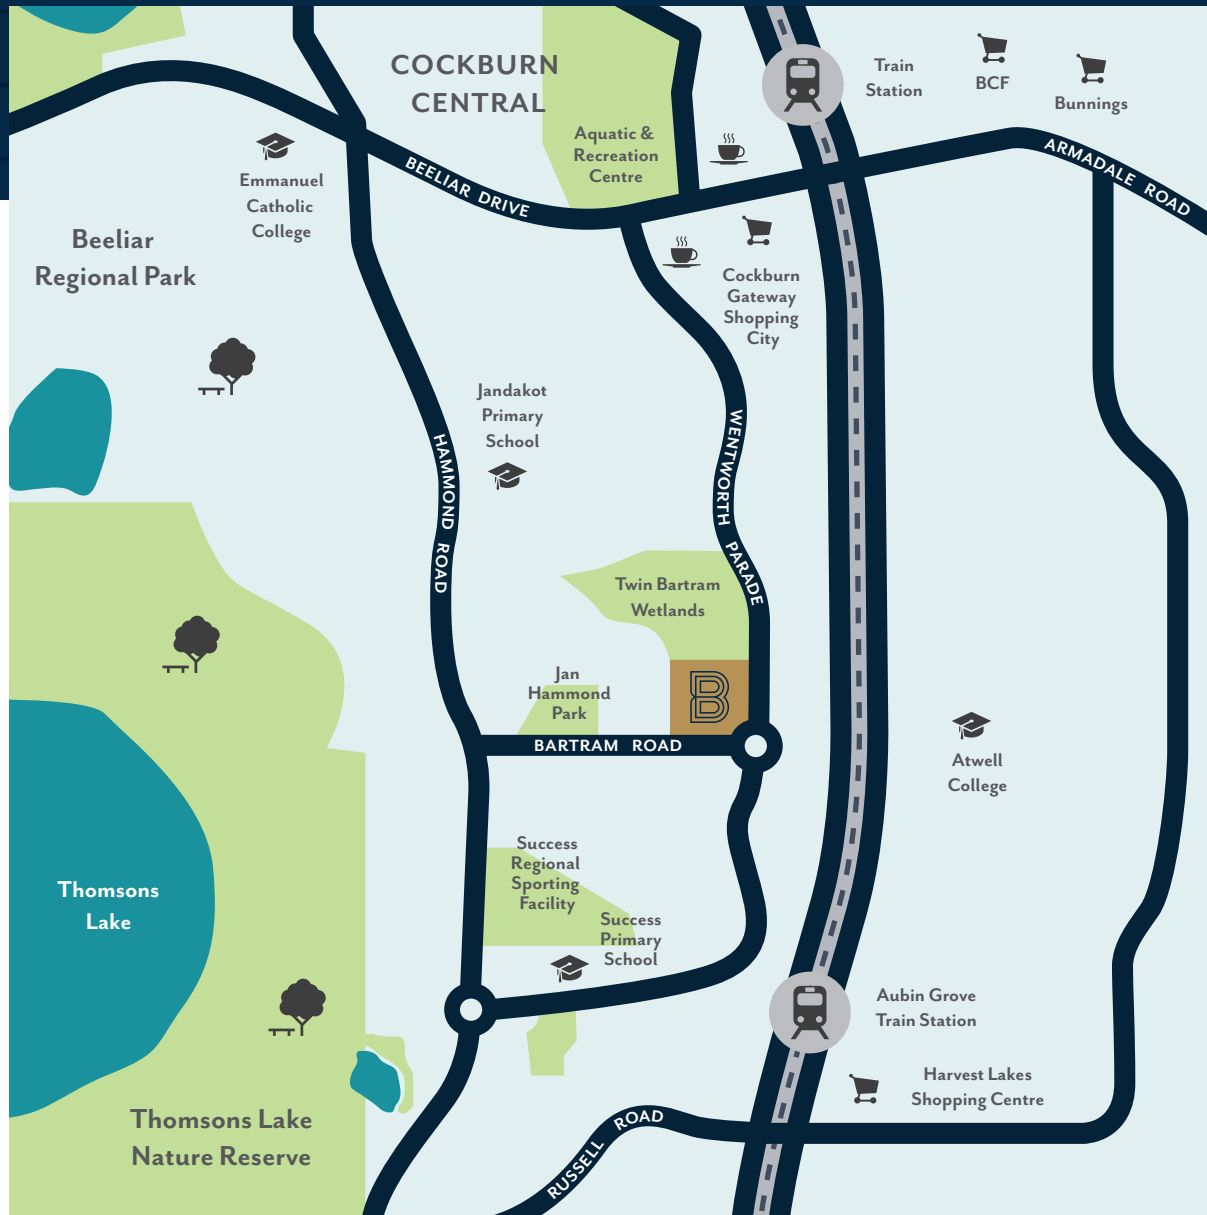 COCKBURN
CENTRAL
Train
Station
BCF
Bunnings
Aquatic &
Recreation
Centre
ARMADALE ROAD
BEELIAR DRIVE
Emmanuel
Catholic
College
Beeliar
Regional Park
Cockburn
Gateway
Shopping
City
Jandakot
Primary
School
HAMMOND ROAD
WENTWORTH PARADE
Twin Bartram
Wetlands
Jan
Hammond
Park
B
BARTRAM ROAD
Atwell
College
Success
Regional
Sporting
Facility
Success
Primary
School
Thomsons
Lake
Aubin Grove
Train Station
Harvest Lakes
Shopping Centre
Thomsons Lake
Nature Reserve
RUSSELL ROAD